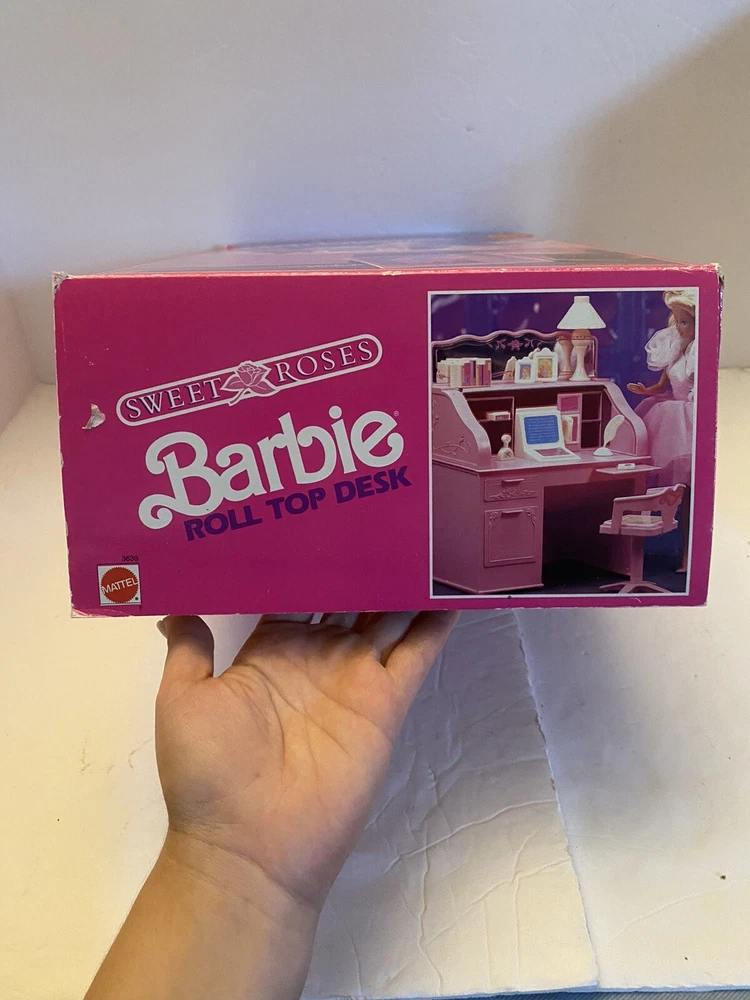 SWEET ROSES
Barbie®
ROLL TOP DESK
3639
MATTEL